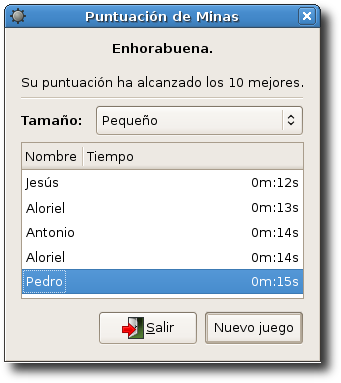 Puntuación de Minas
Enhorabuena.
Su puntuación ha alcanzado los 10 mejores.
Tamaño: Pequeño
Nombre Tiempo
Jesús 0m:12s
Aloriel 0m:13s
Antonio 0m:14s
Aloriel 0m:14s
Pedro 0m:15s
Salir Nuevo juego